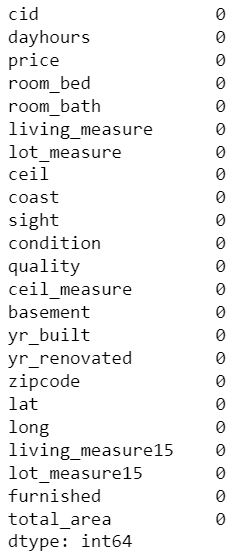 cid 0
dayhours 0
price 0
room_bed 0
room_bath 0
living_measure 0
lot_measure 0
ceil 0
coast 0
sight 0
condition 0
quality 0
ceil_measure 0
basement 0
yr_built 0
yr_renovated 0
zipcode 0
lat 0
long 0
living_measure15 0
lot_measure15 0
furnished 0
total_area 0
dtype: int64